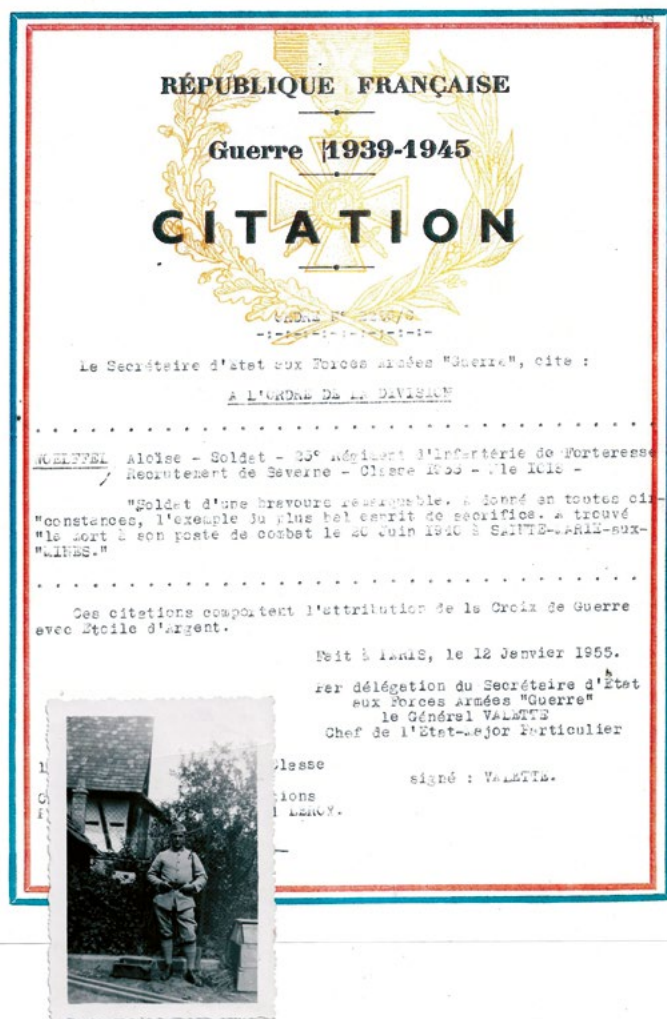 RÉPUBLIQUE FRANÇAISE
Guerre 1939-1945
CITATION
ORDRE N°
-:-:-:-:-:-:-:-:-:-:-:-
Le Secrétaire d'Etat aux Forces Armées "Guerre", cite :
A L'ORDRE DE LA DIVISION
NOELFFEL Aloïse - Soldat - Régiment d'Infanterie de Forteresse
Recrutement de Saverne - Classe - Mle
"Soldat d'une bravoure remarquable. A donné en toutes cir-
"constances, l'exemple du plus bel esprit de sacrifice. A trouvé
"la mort à son poste de combat le 20 Juin 1940 à SAINTE-MARIE-aux-
"MINES."
Ces citations comportent l'attribution de la Croix de Guerre
avec Etoile d'Argent.
Fait à PARIS, le 12 Janvier 1955.
Par délégation du Secrétaire d'Etat
aux Forces Armées "Guerre"
le Général VALETTE
Chef de l'Etat-Major Particulier
Classe
signé : VALETTE.
LEROY.